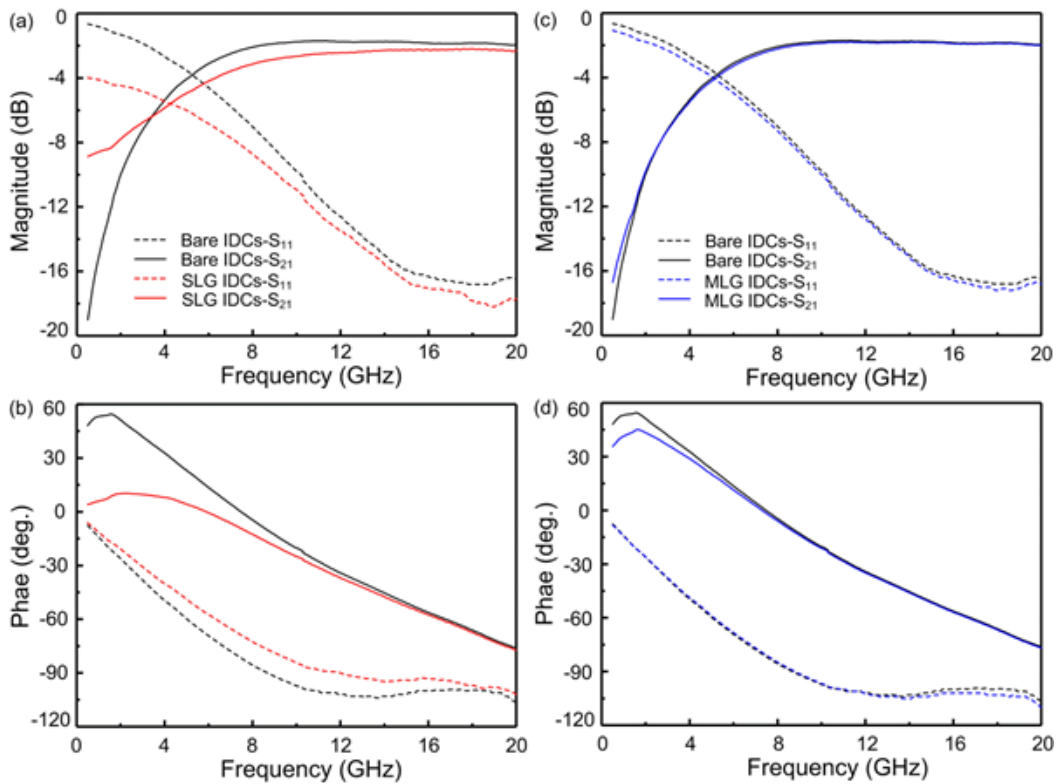 (a)
0
-4
-8
-12
-16
-20
Magnitude (dB)
Bare IDCs-S₁₁
Bare IDCs-S₂₁
SLG IDCs-S₁₁
SLG IDCs-S₂₁
0 4 8 12 16 20
Frequency (GHz)
(c)
0
-4
-8
-12
-16
-20
Magnitude (dB)
Bare IDCs-S₁₁
Bare IDCs-S₂₁
MLG IDCs-S₁₁
MLG IDCs-S₂₁
0 4 8 12 16 20
Frequency (GHz)
(b)
60
30
0
-30
-60
-90
-120
Phae (deg.)
0 4 8 12 16 20
Frequency (GHz)
(d)
60
30
0
-30
-60
-90
-120
Phae (deg.)
0 4 8 12 16 20
Frequency (GHz)